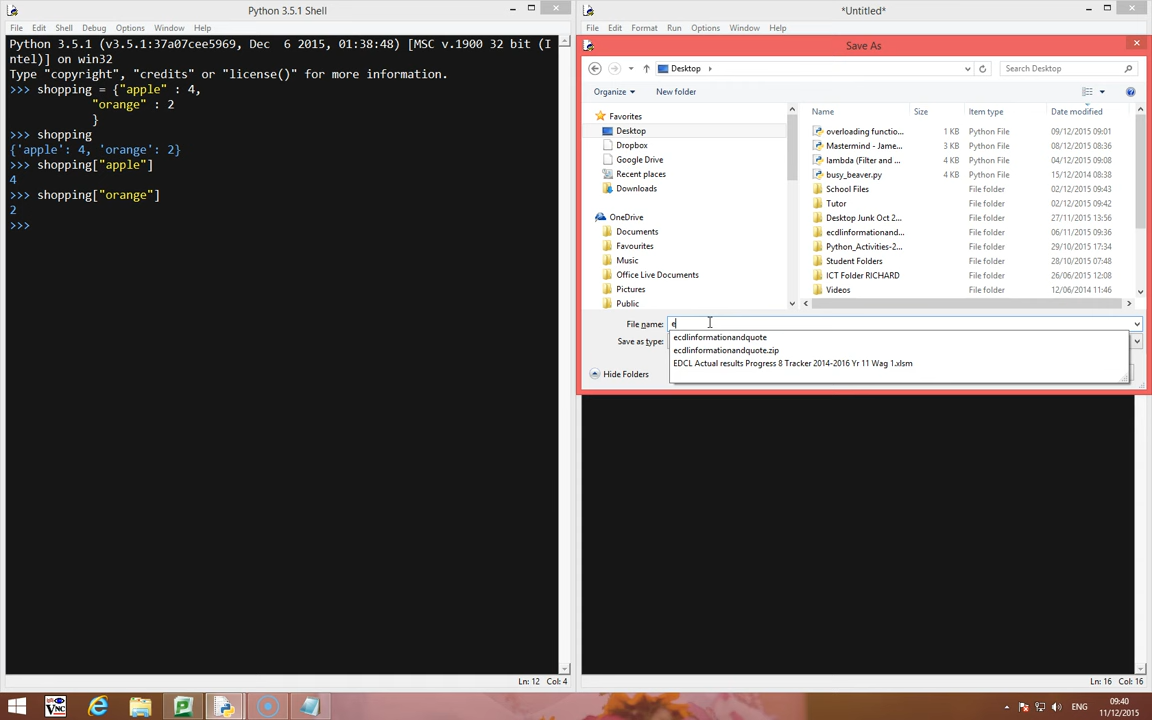 Python 3.5.1 Shell
File Edit Shell Debug Options Window Help
Python 3.5.1 (v3.5.1:37a07cee5969, Dec  6 2015, 01:38:48) [MSC v.1900 32 bit (I
ntel)] on win32
Type "copyright", "credits" or "license()" for more information.
>>> shopping = {"apple" : 4,
"orange" : 2
}
>>> shopping
{'apple': 4, 'orange': 2}
>>> shopping["apple"]
4
>>> shopping["orange"]
2
>>>
Ln: 12 Col: 4
*Untitled*
File Edit Format Run Options Window Help
Save As
Desktop
Search Desktop
Organize New folder
Favorites
Desktop
Dropbox
Google Drive
Recent places
Downloads
OneDrive
Documents
Favourites
Music
Office Live Documents
Pictures
Public
Name Size Item type Date modified
overloading functio... 1 KB Python File 09/12/2015 09:01
Mastermind - Jame... 3 KB Python File 08/12/2015 08:36
lambda (Filter and ... 4 KB Python File 04/12/2015 09:08
busy_beaver.py 4 KB Python File 15/12/2014 08:38
School Files File folder 02/12/2015 09:43
Tutor File folder 02/12/2015 09:42
Desktop Junk Oct 2... File folder 27/11/2015 13:56
ecdlinformationand... File folder 06/11/2015 09:36
Python_Activities-2... File folder 29/10/2015 17:34
Student Folders File folder 28/10/2015 07:48
ICT Folder RICHARD File folder 26/06/2015 12:08
Videos File folder 12/06/2014 11:46
File name: e
Save as type:
ecdlinformationandquote
ecdlinformationandquote.zip
EDCL Actual results Progress 8 Tracker 2014-2016 Yr 11 Wag 1.xlsm
Hide Folders
Ln: 16 Col: 16
ENG
09:40
11/12/2015